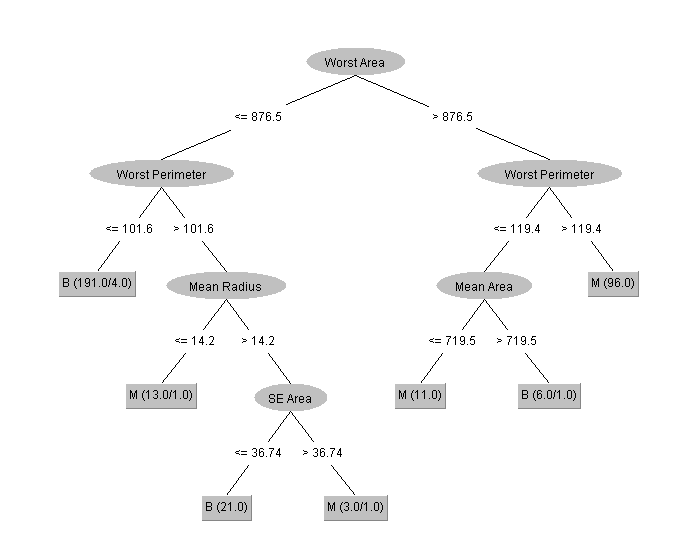 Worst Area
<= 876.5
> 876.5
Worst Perimeter
Worst Perimeter
<= 101.6
> 101.6
<= 119.4
> 119.4
B (191.0/4.0)
Mean Radius
Mean Area
M (96.0)
<= 14.2
> 14.2
<= 719.5
> 719.5
M (13.0/1.0)
SE Area
M (11.0)
B (6.0/1.0)
<= 36.74
> 36.74
B (21.0)
M (3.0/1.0)